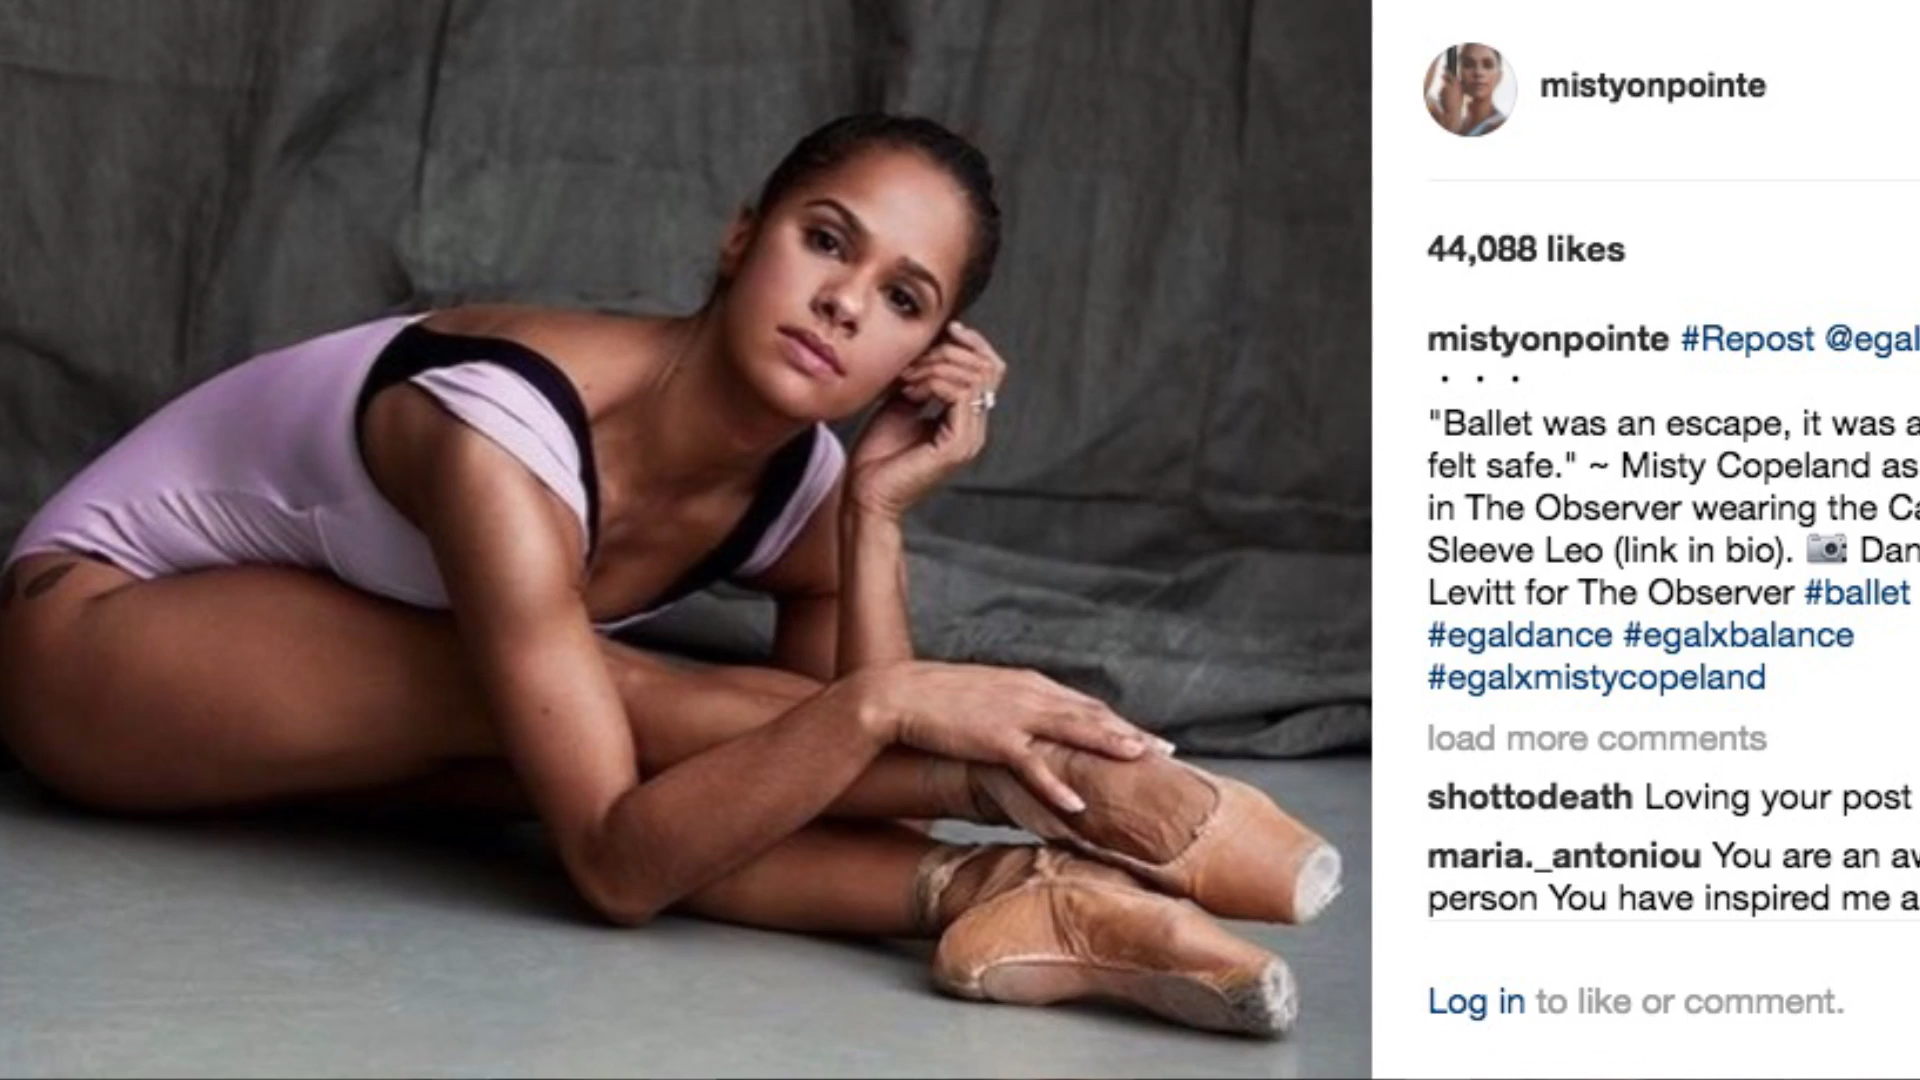 mistyonpointe
44,088 likes
mistyonpointe #Repost @egal
· · ·
"Ballet was an escape, it was a
felt safe." ~ Misty Copeland as
in The Observer wearing the Ca
Sleeve Leo (link in bio). 📷 Dan
Levitt for The Observer #ballet
#egaldance #egalxbalance
#egalxmistycopeland
load more comments
shottodeath Loving your post
maria._antoniou You are an av
person You have inspired me a
Log in to like or comment.